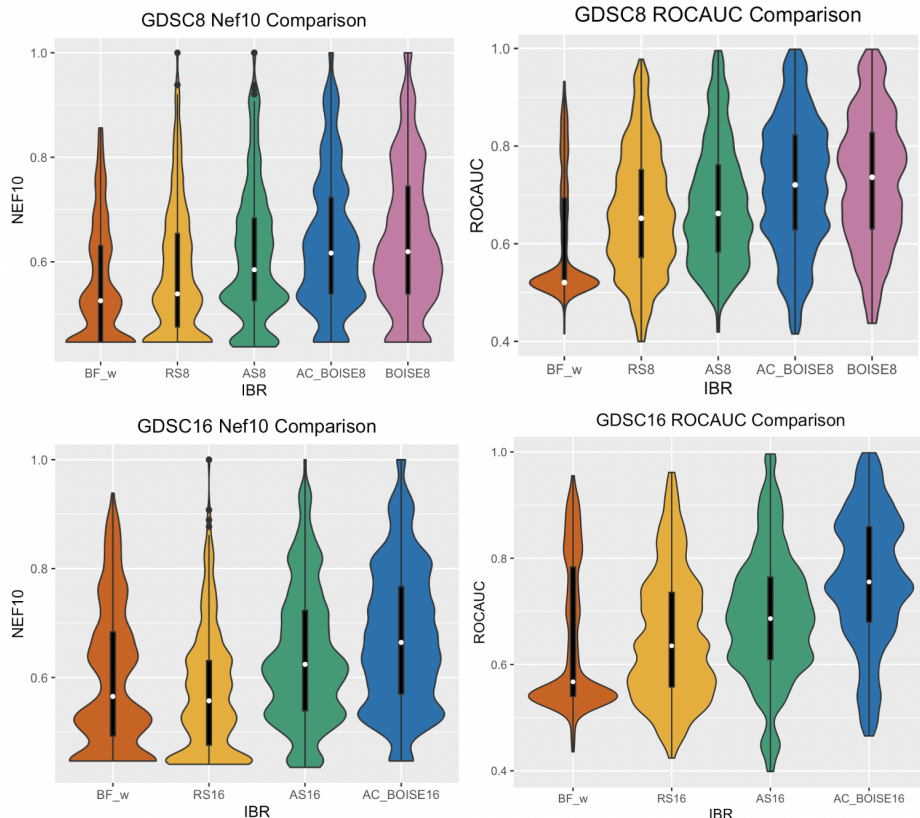 GDSC8 Nef10 Comparison
1.0
0.8
0.6
NEF10
BF_w RS8 AS8 AC_BOISE8 BOISE8
IBR
GDSC8 ROCAUC Comparison
1.0
0.8
0.6
0.4
ROCAUC
BF_w RS8 AS8 AC_BOISE8 BOISE8
IBR
GDSC16 Nef10 Comparison
1.0
0.8
0.6
NEF10
BF_w RS16 AS16 AC_BOISE16
IBR
GDSC16 ROCAUC Comparison
1.0
0.8
0.6
0.4
ROCAUC
BF_w RS16 AS16 AC_BOISE16
IBR